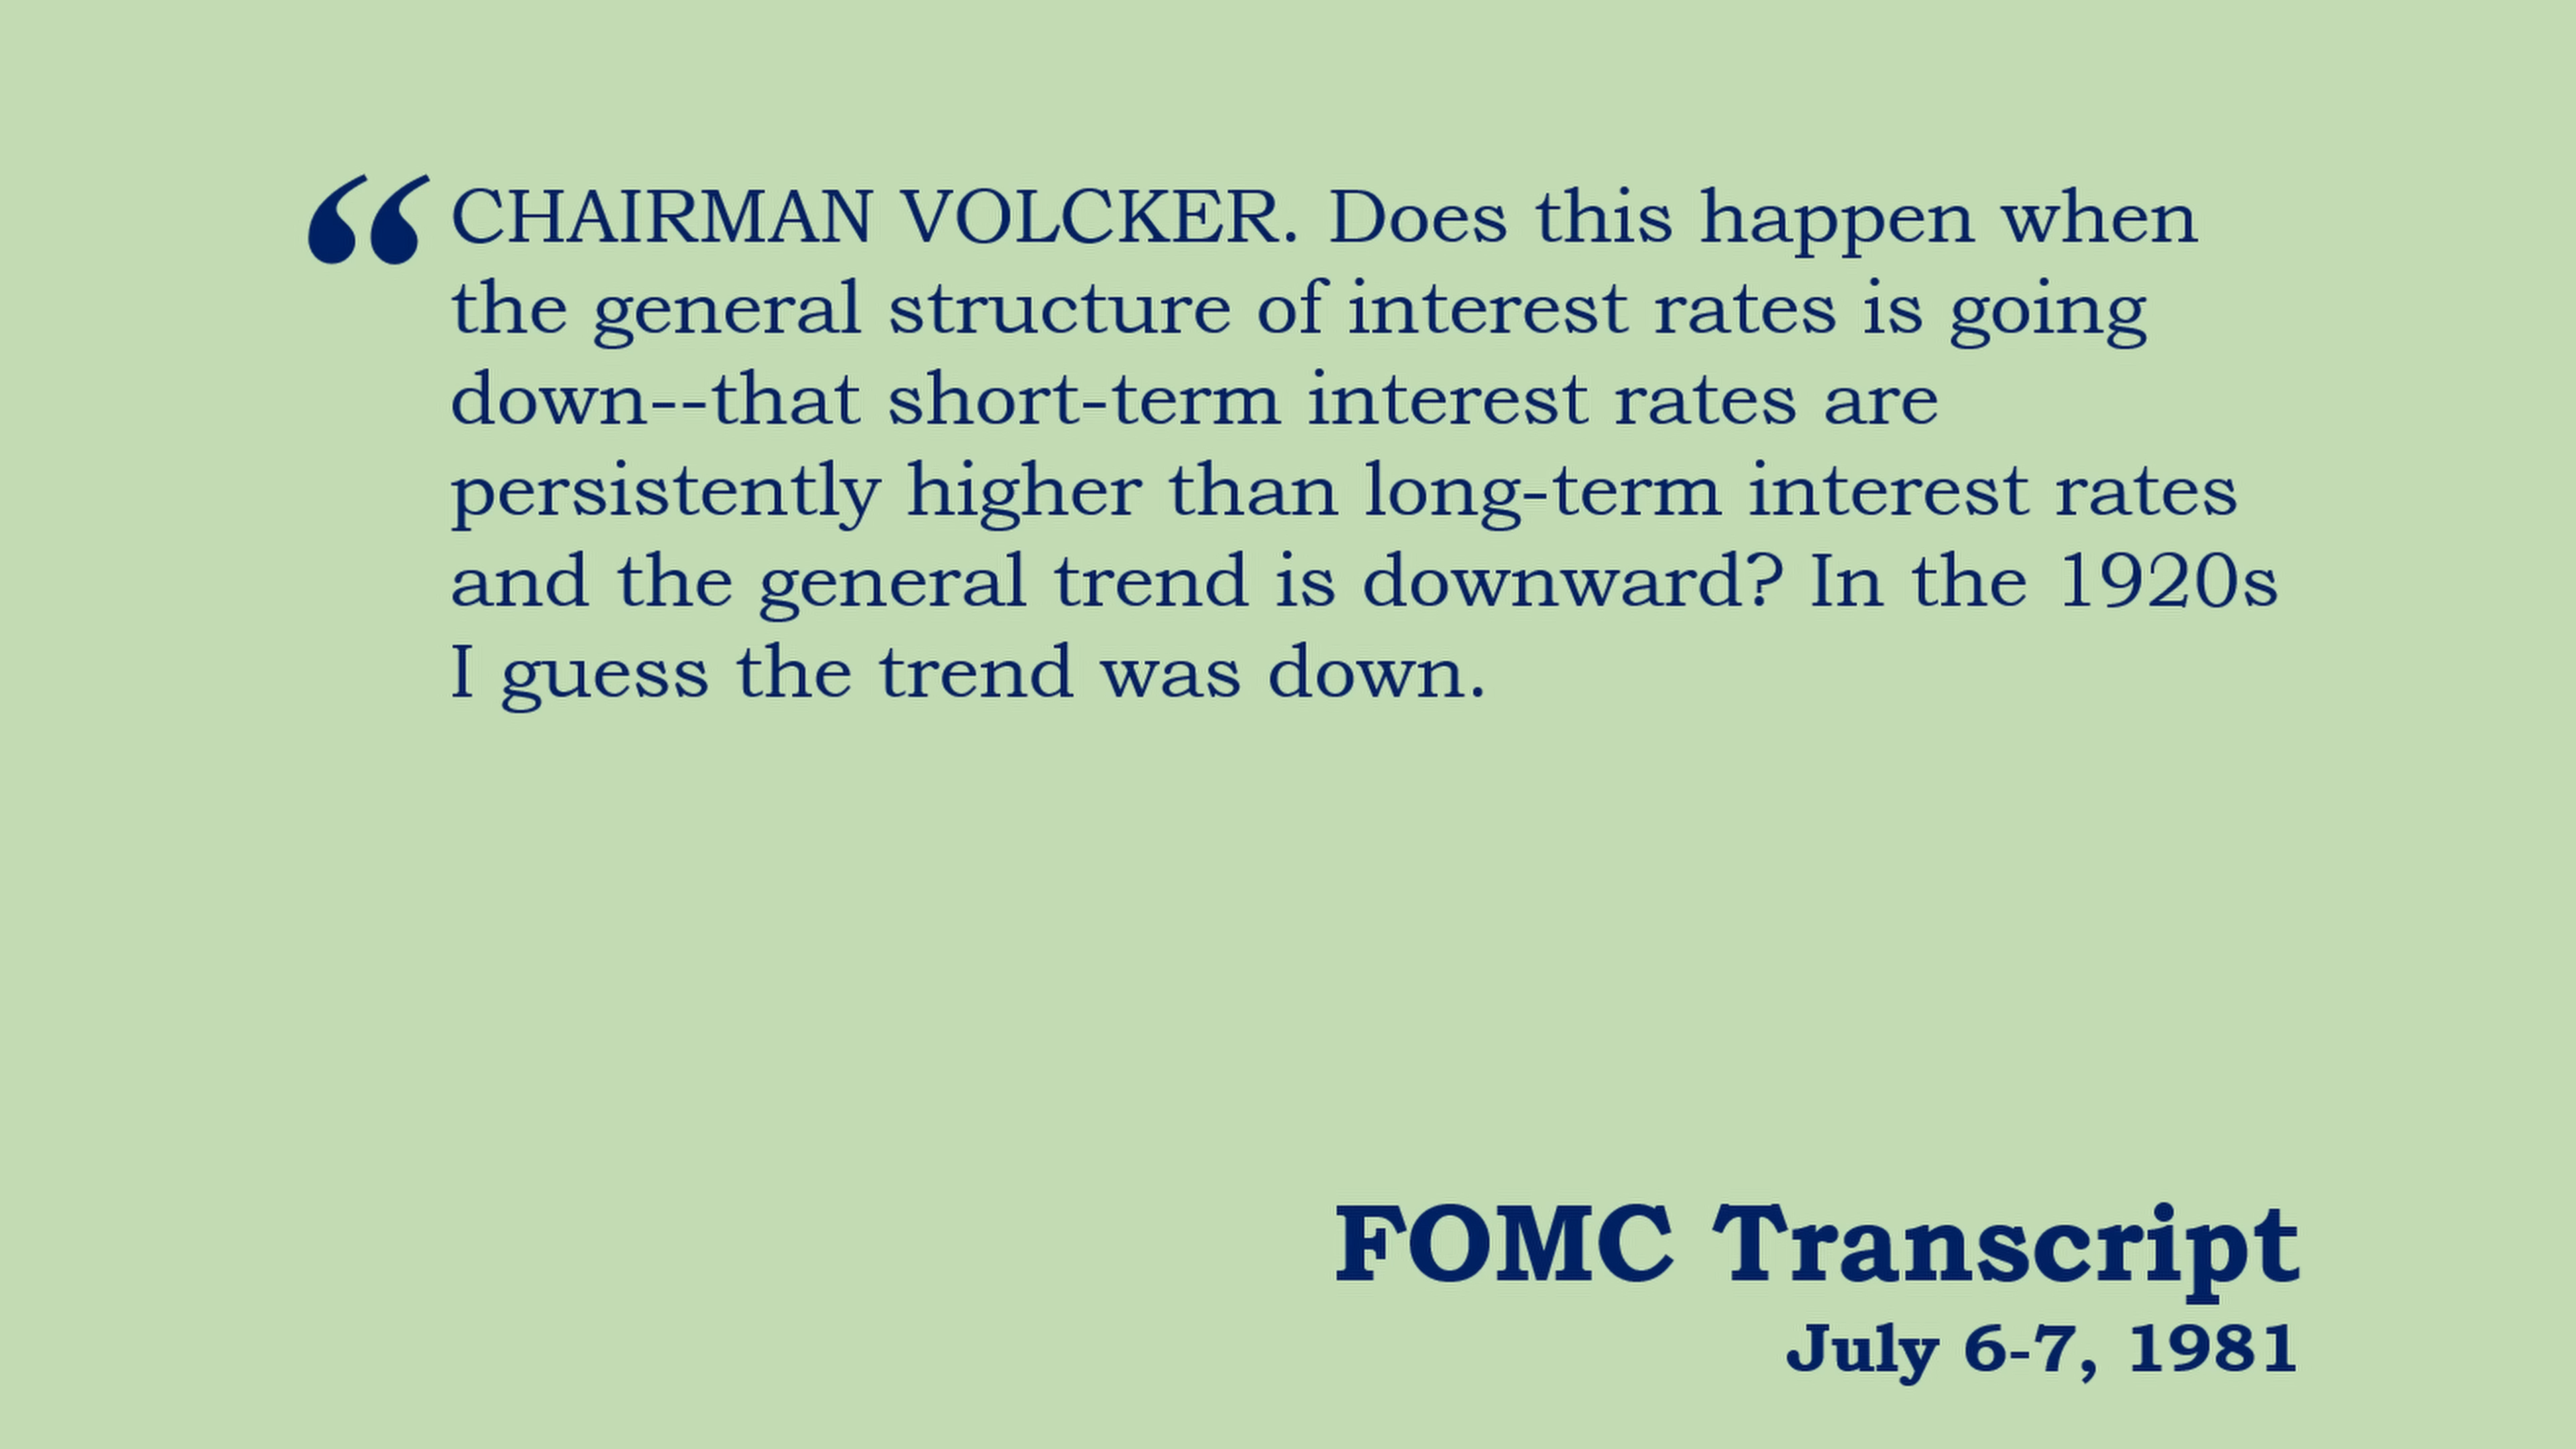 “CHAIRMAN VOLCKER. Does this happen when
the general structure of interest rates is going
down--that short-term interest rates are
persistently higher than long-term interest rates
and the general trend is downward? In the 1920s
I guess the trend was down.
FOMC Transcript
July 6-7, 1981